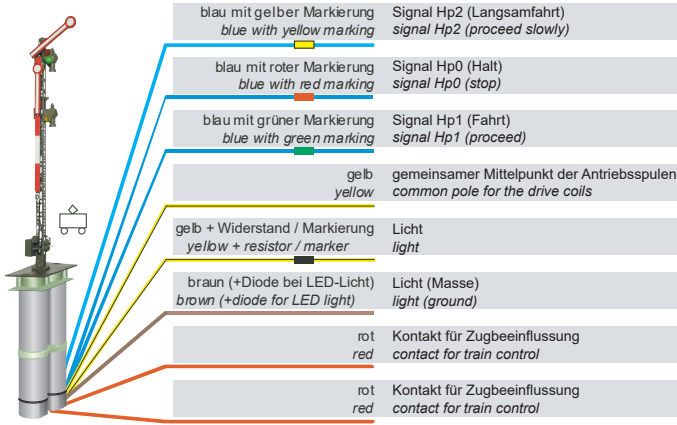 blau mit gelber Markierung Signal Hp2 (Langsamfahrt)
blue with yellow marking signal Hp2 (proceed slowly)
blau mit roter Markierung Signal Hp0 (Halt)
blue with red marking signal Hp0 (stop)
blau mit grüner Markierung Signal Hp1 (Fahrt)
blue with green marking signal Hp1 (proceed)
gelb gemeinsamer Mittelpunkt der Antriebsspulen
yellow common pole for the drive coils
gelb + Widerstand / Markierung Licht
yellow + resistor / marker light
braun (+Diode bei LED-Licht) Licht (Masse)
brown (+diode for LED light) light (ground)
rot Kontakt für Zugbeeinflussung
red contact for train control
rot Kontakt für Zugbeeinflussung
red contact for train control